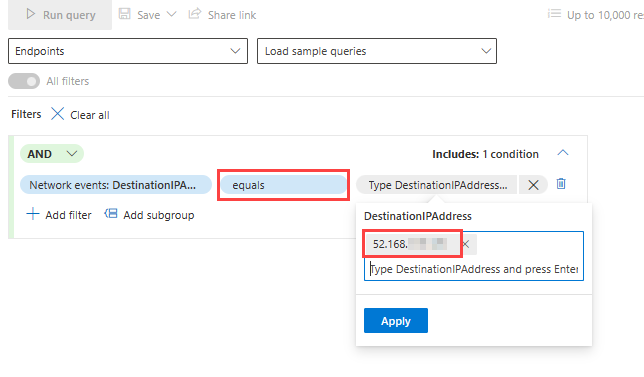 Run query Save Share link Up to 10,000 re
Endpoints Load sample queries
All filters
Filters Clear all
AND Includes: 1 condition
Network events: DestinationIPA... equals Type DestinationIPAddress...
Add filter Add subgroup
DestinationIPAddress
52.168.
Type DestinationIPAddress and press Enter
Apply